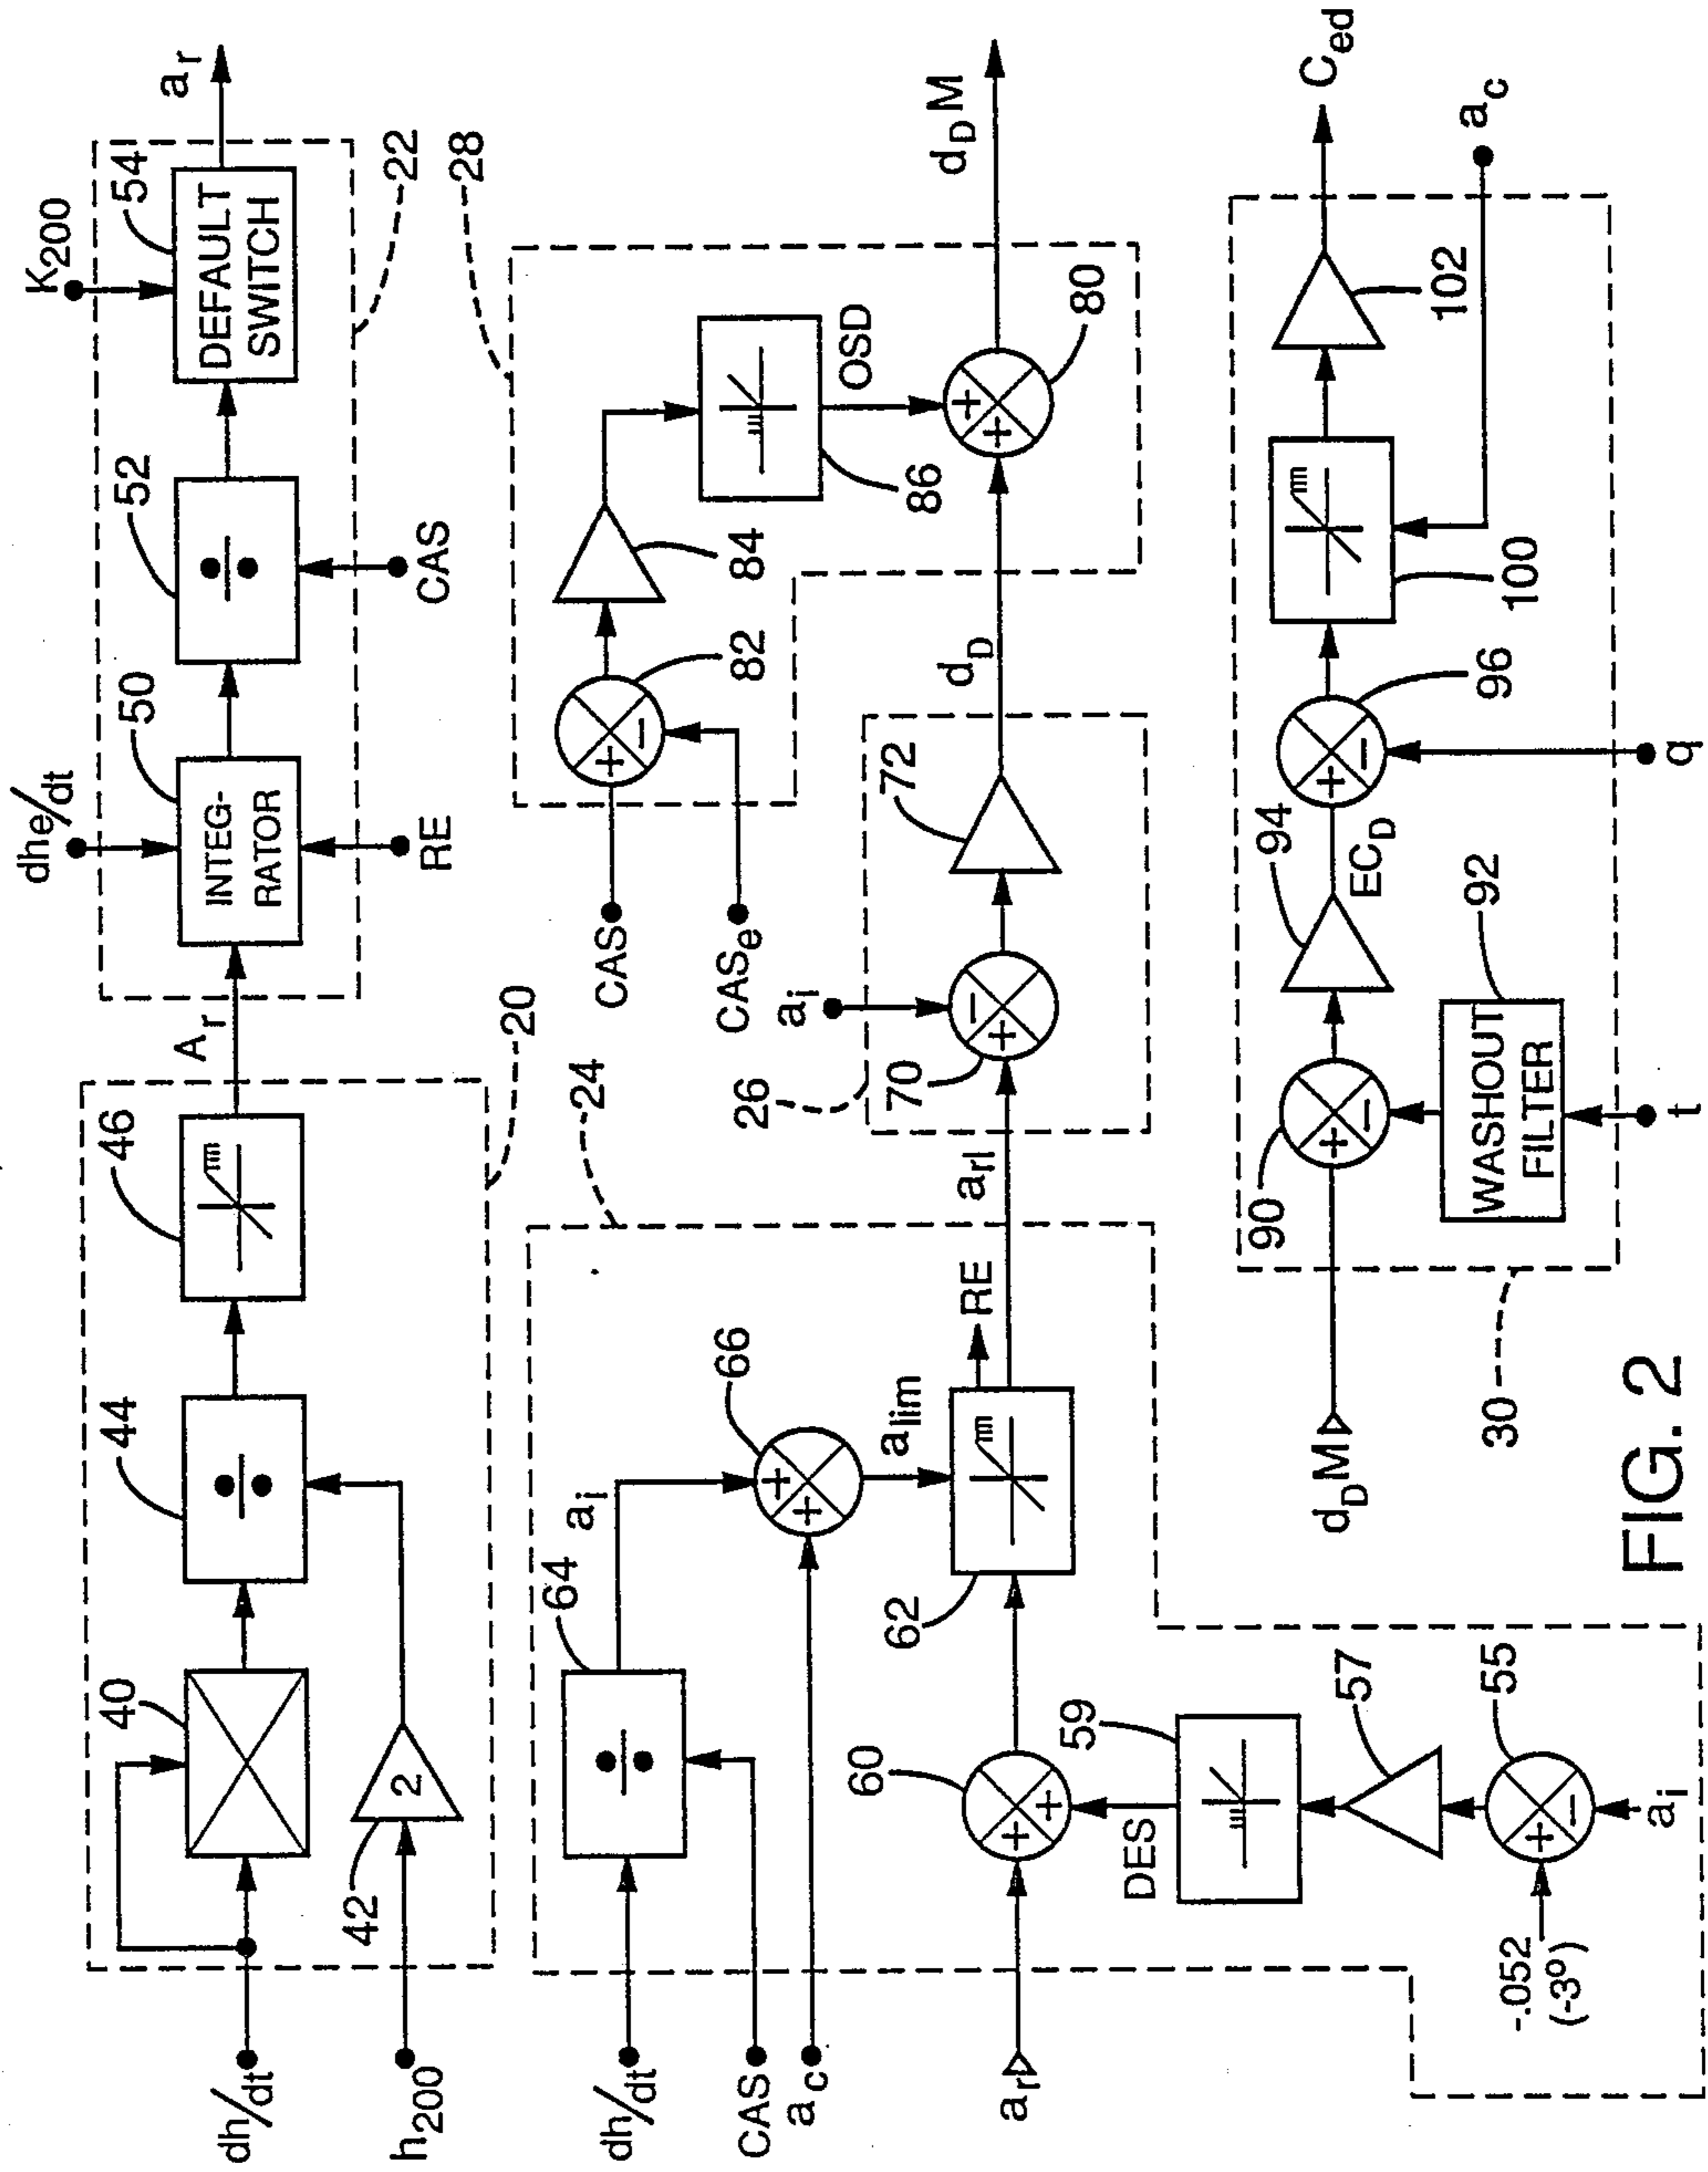 dh/dt
h200
40
42
2
44
÷
46
20
Ar
dhe/dt
RE
50
INTEG-
RATOR
52
÷
CAS
K200
54
DEFAULT
SWITCH
22
ar
dh/dt
CAS
ac
ar
64
÷
ai
66
+
+
alim
62
RE
60
+
+
DES
59
57
55
+
−
-.052
(-3º)
ai
24
arl
26
ai
70
−
+
72
dD
CAS
CASe
82
+
−
84
86
OSD
28
80
+
+
dDM
dDM
90
+
−
92
WASHOUT
FILTER
t
94
ECD
96
+
−
q
100
ac
102
Ced
30
FIG. 2